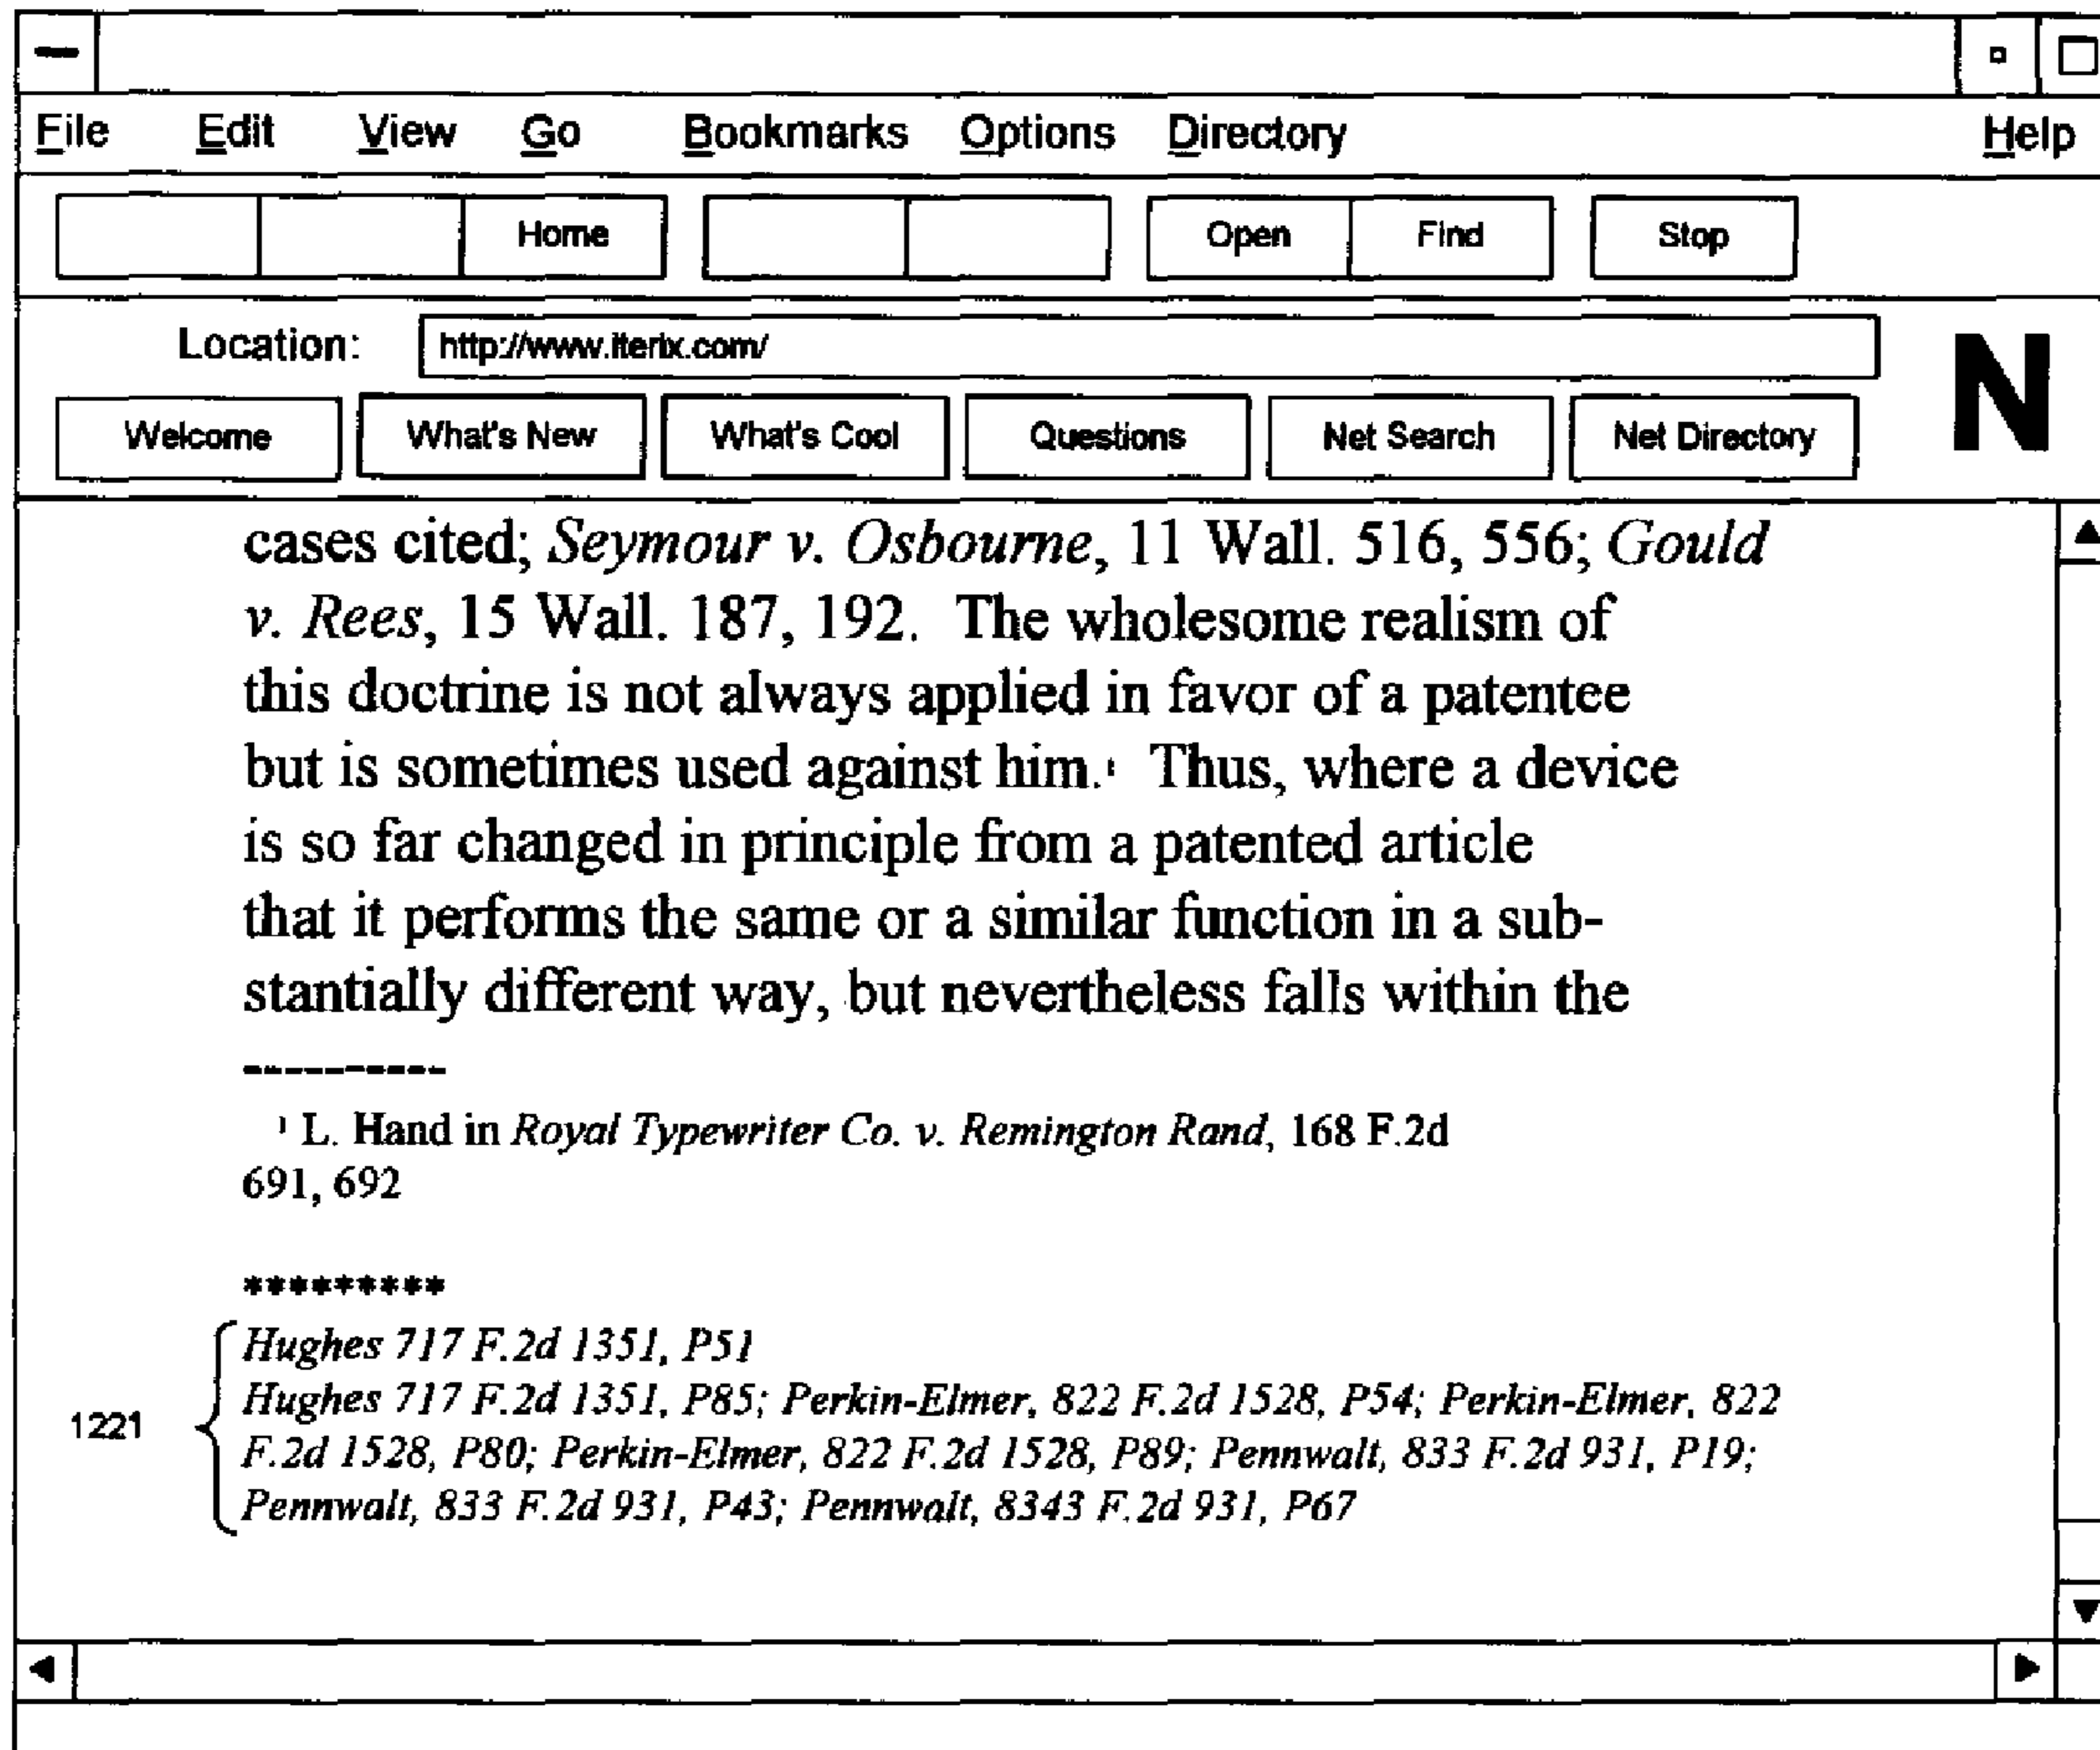 File Edit View Go Bookmarks Options Directory Help
Home Open Find Stop
Location: http://www.iterix.com/
N
Welcome What's New What's Cool Questions Net Search Net Directory
cases cited; Seymour v. Osbourne, 11 Wall. 516, 556; Gould
v. Rees, 15 Wall. 187, 192. The wholesome realism of
this doctrine is not always applied in favor of a patentee
but is sometimes used against him.¹ Thus, where a device
is so far changed in principle from a patented article
that it performs the same or a similar function in a sub-
stantially different way, but nevertheless falls within the
----------
¹ L. Hand in Royal Typewriter Co. v. Remington Rand, 168 F.2d
691, 692
*********
Hughes 717 F.2d 1351, P51
Hughes 717 F.2d 1351, P85; Perkin-Elmer, 822 F.2d 1528, P54; Perkin-Elmer, 822
1221
F.2d 1528, P80; Perkin-Elmer, 822 F.2d 1528, P89; Pennwalt, 833 F.2d 931, P19;
Pennwalt, 833 F.2d 931, P43; Pennwalt, 8343 F.2d 931, P67